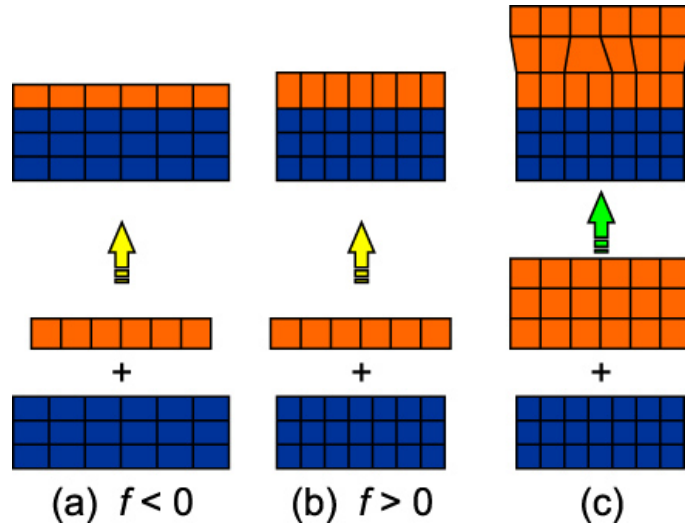 + + +
(a) f < 0 (b) f > 0 (c)